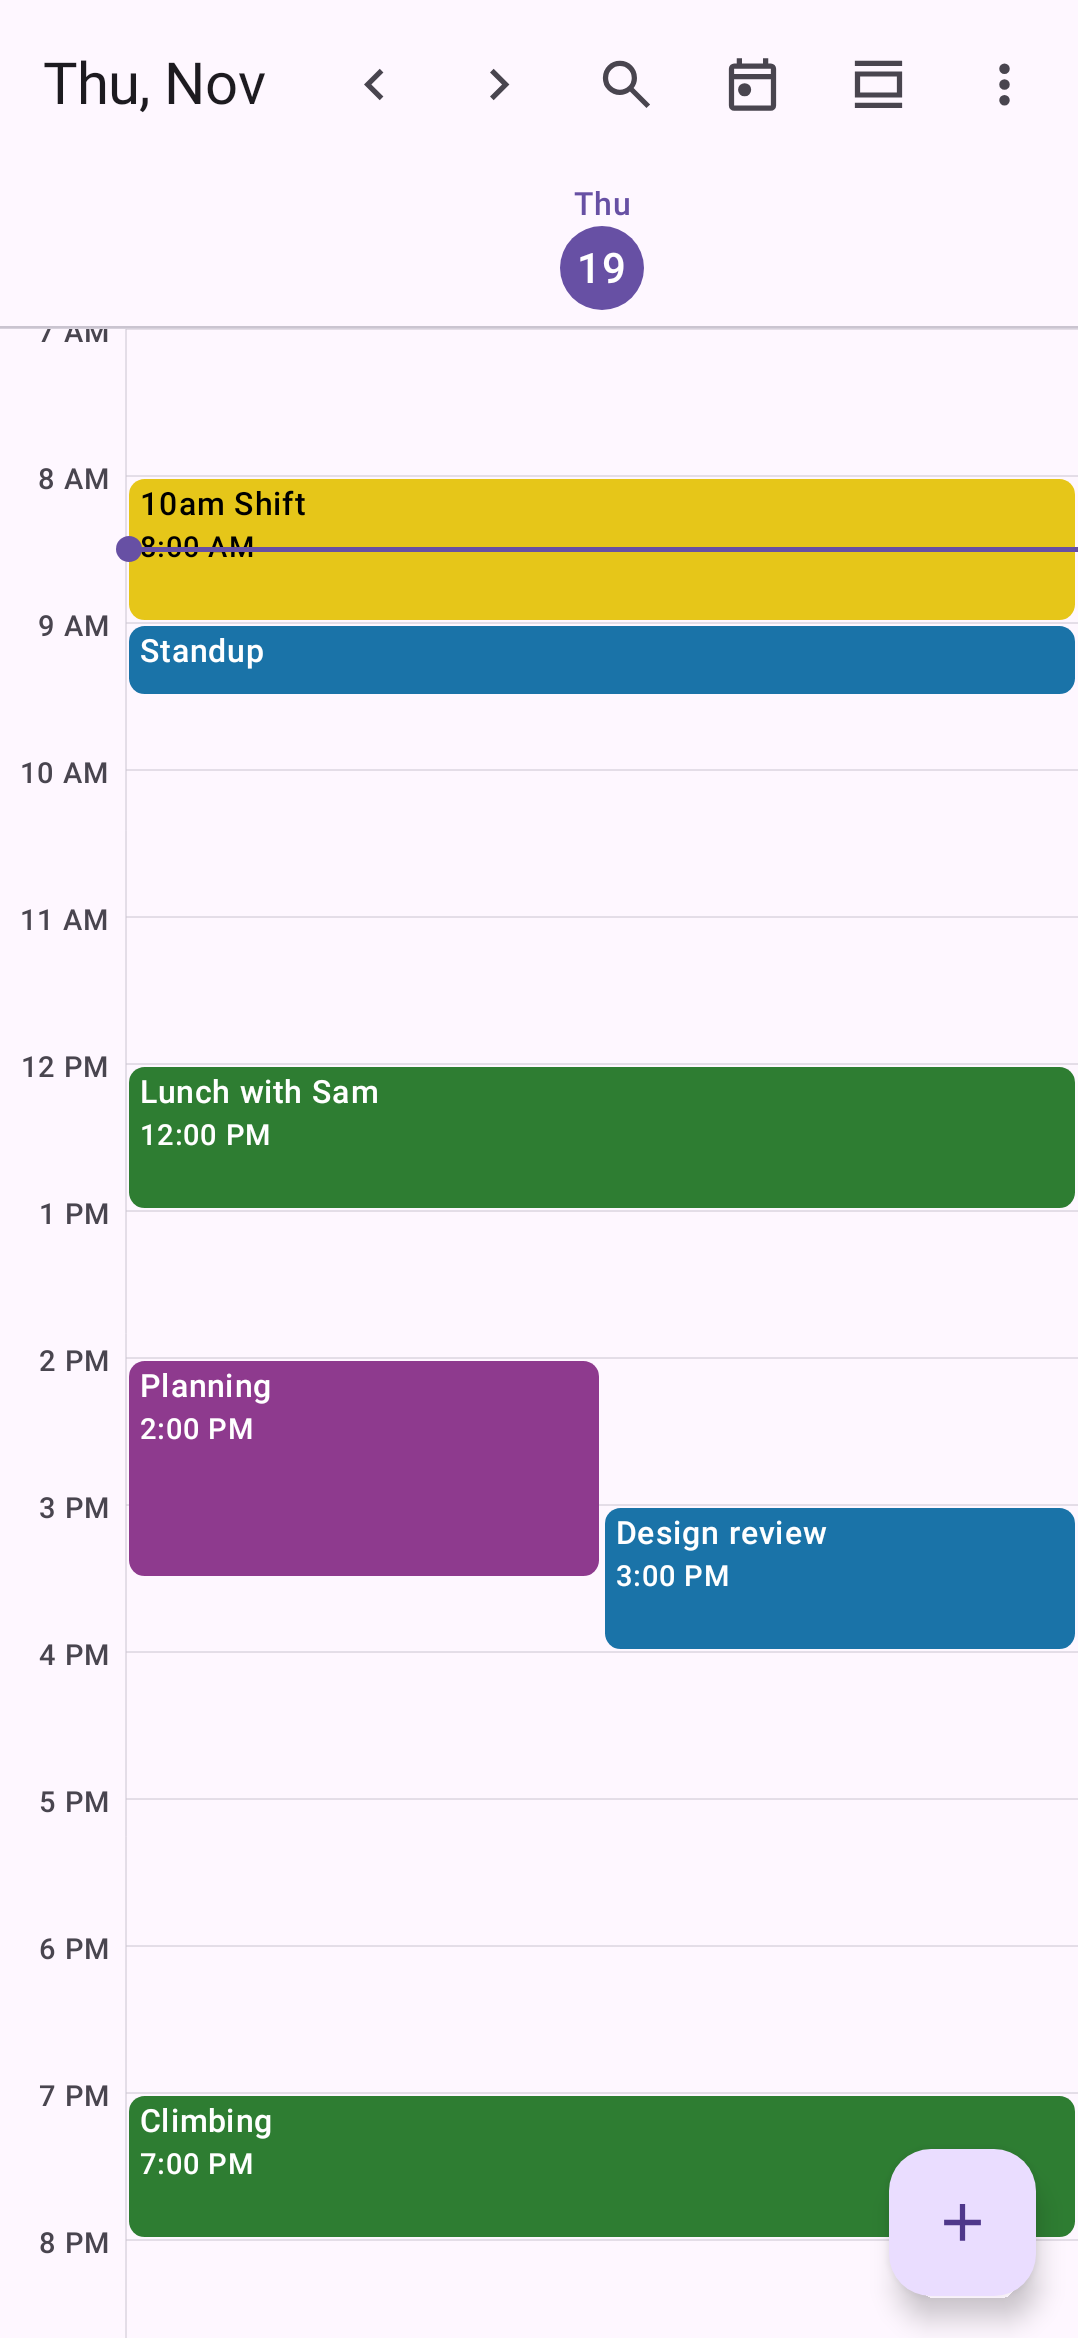 Thu, Nov
Thu
19
7 AM
8 AM
10am Shift
8:00 AM
9 AM
Standup
10 AM
11 AM
12 PM
Lunch with Sam
12:00 PM
1 PM
2 PM
Planning
2:00 PM
3 PM
Design review
3:00 PM
4 PM
5 PM
6 PM
7 PM
Climbing
7:00 PM
8 PM